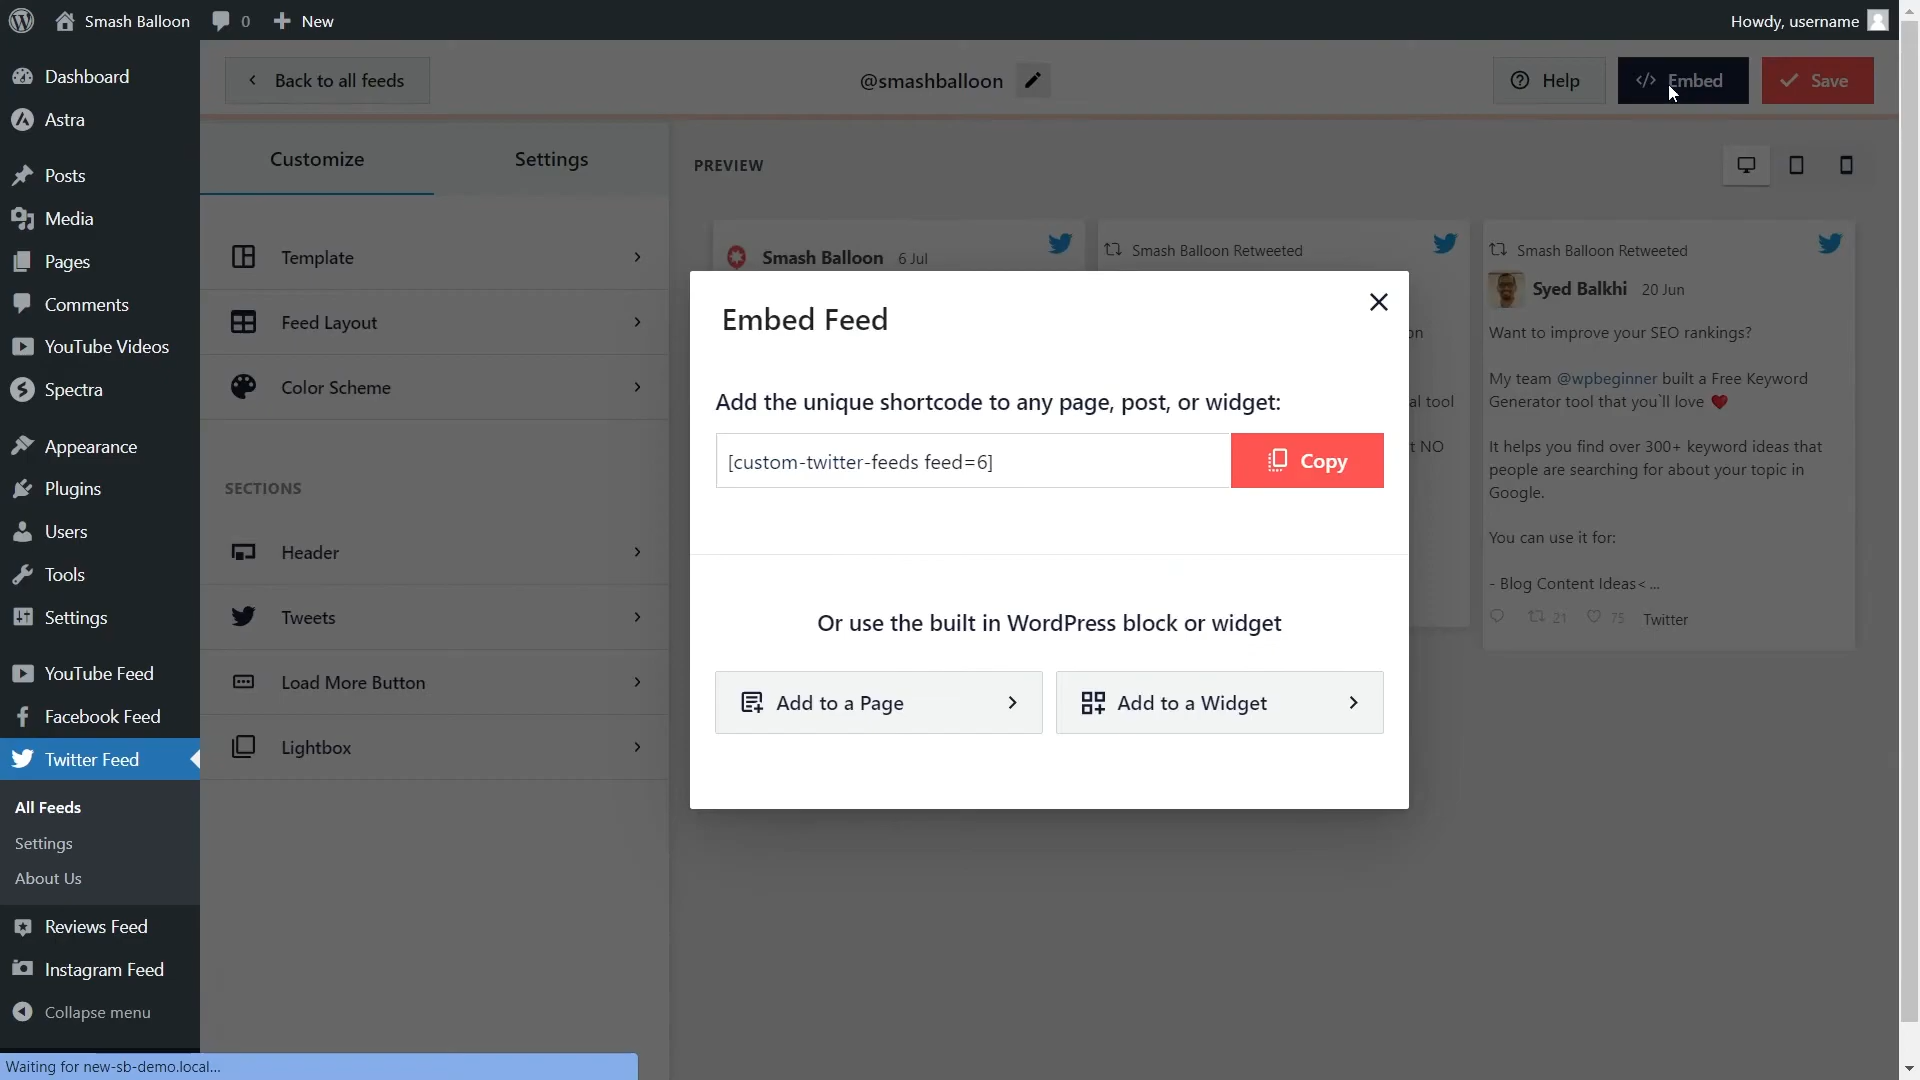 Smash Balloon
0
New
Howdy, username
Dashboard
Astra
Posts
Media
Pages
Comments
YouTube Videos
Spectra
Appearance
Plugins
Users
Tools
Settings
YouTube Feed
Facebook Feed
Twitter Feed
All Feeds
Settings
About Us
Reviews Feed
Instagram Feed
Collapse menu
Waiting for new-sb-demo.local...
Back to all feeds
@smashballoon
Help
</> Embed
Save
Customize
Settings
Template
Feed Layout
Color Scheme
SECTIONS
Header
Tweets
Load More Button
Lightbox
PREVIEW
Smash Balloon 6 Jul
Smash Balloon Retweeted
al tool
t NO
Smash Balloon Retweeted
Syed Balkhi 20 Jun
Want to improve your SEO rankings?
My team @wpbeginner built a Free Keyword
Generator tool that you`ll love ❤️
It helps you find over 300+ keyword ideas that
people are searching for about your topic in
Google.
You can use it for:
- Blog Content Ideas< ...
21 75 Twitter
Embed Feed
Add the unique shortcode to any page, post, or widget:
[custom-twitter-feeds feed=6]
Copy
Or use the built in WordPress block or widget
Add to a Page
Add to a Widget